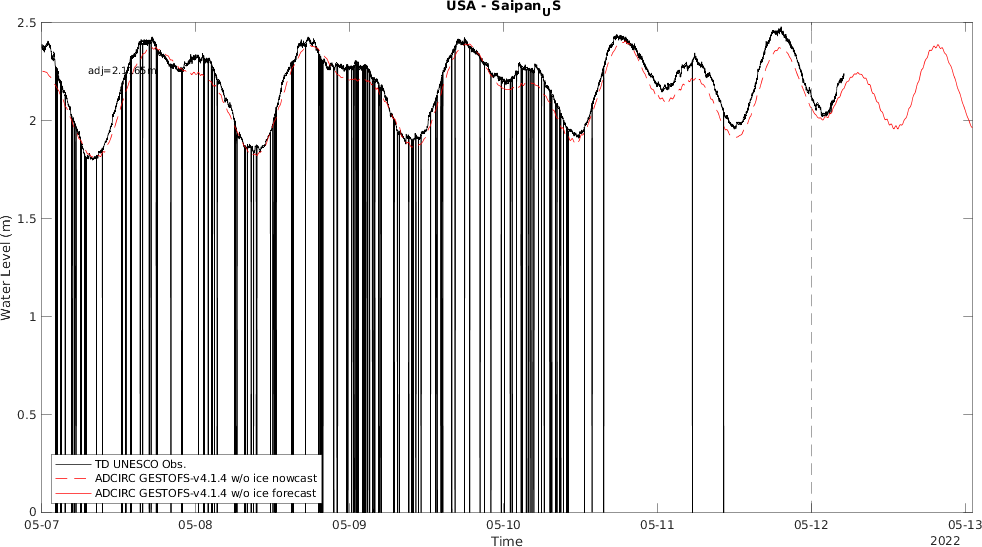 USA - SaipanUS
2.5
adj=2.1
2
1.5
Water Level (m)
1
0.5
TD UNESCO Obs.
ADCIRC GESTOFS-v4.1.4 w/o ice nowcast
ADCIRC GESTOFS-v4.1.4 w/o ice forecast
0
05-07 05-08 05-09 05-10 05-11 05-12 05-13
Time 2022